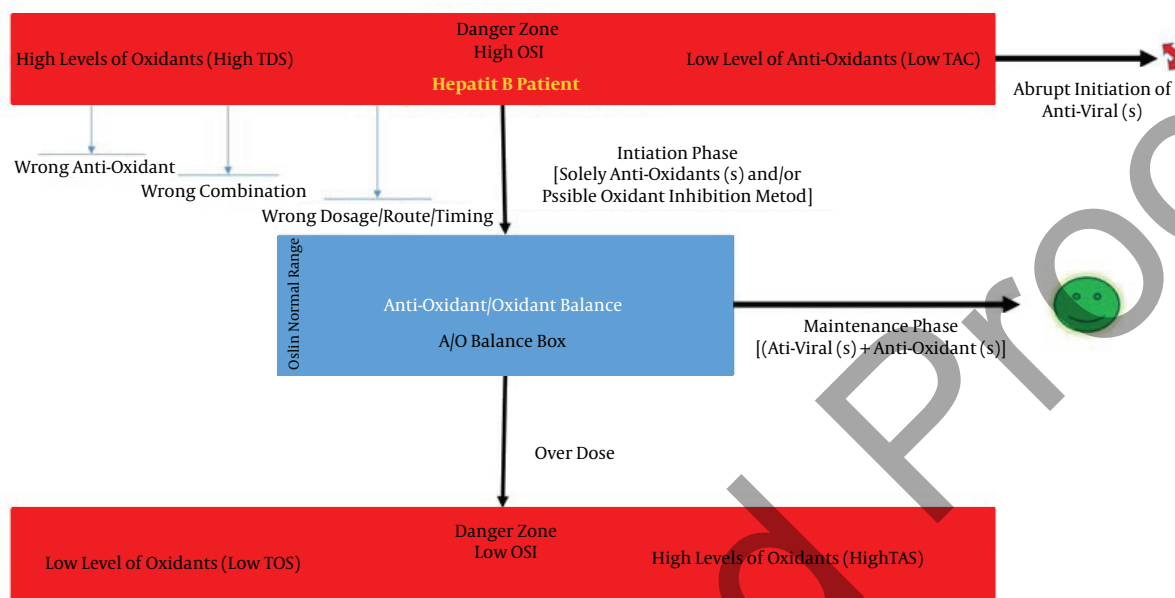 Danger Zone
High OSI
High Levels of Oxidants (High TDS)
Low Level of Anti-Oxidants (Low TAC)
Hepatit B Patient
Abrupt Initiation of
Anti-Viral (s)
Wrong Anti-Oxidant
Wrong Combination
Wrong Dosage/Route/Timing
Intiation Phase
[Solely Anti-Oxidants (s) and/or
Pssible Oxidant Inhibition Metod]
Oslin Normal Range
Anti-Oxidant/Oxidant Balance
A/O Balance Box
Maintenance Phase
[(Ati-Viral (s) + Anti-Oxidant (s)]
Over Dose
Danger Zone
Low OSI
Low Level of Oxidants (Low TOS)
High Levels of Oxidants (HighTAS)
d Proo